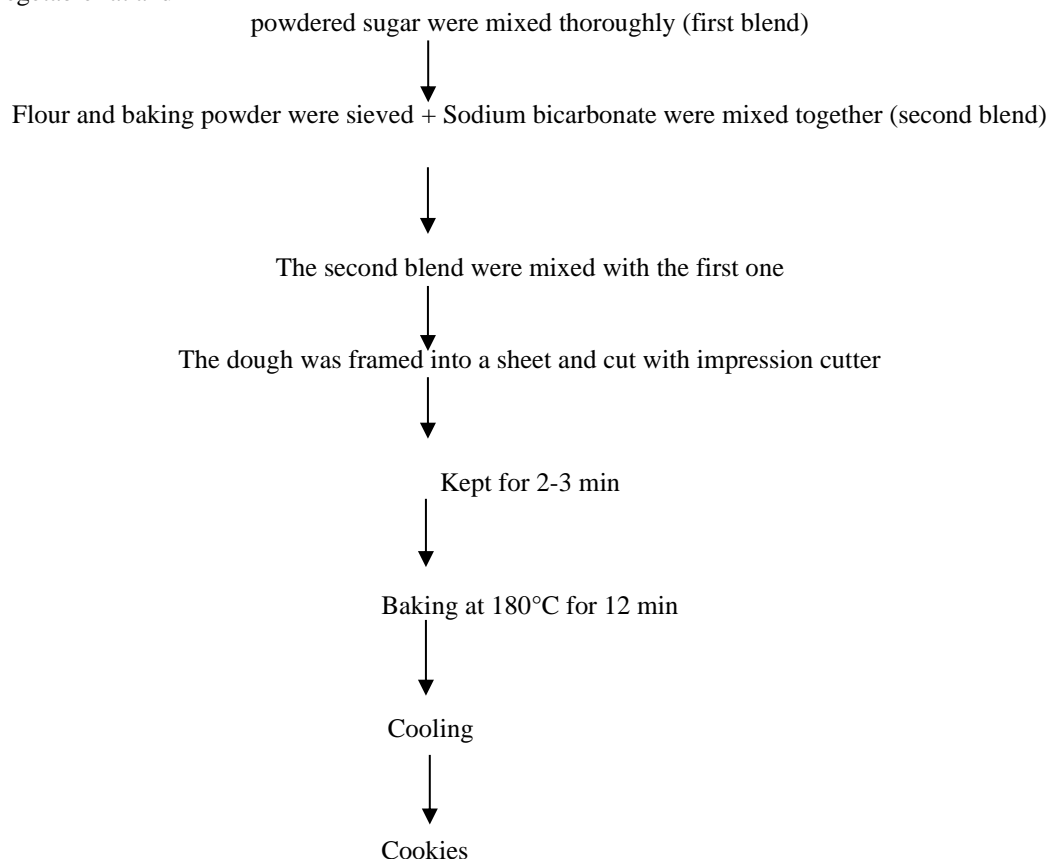 powdered sugar were mixed thoroughly (first blend)
Flour and baking powder were sieved + Sodium bicarbonate were mixed together (second blend)
The second blend were mixed with the first one
The dough was framed into a sheet and cut with impression cutter
Kept for 2-3 min
Baking at 180°C for 12 min
Cooling
Cookies